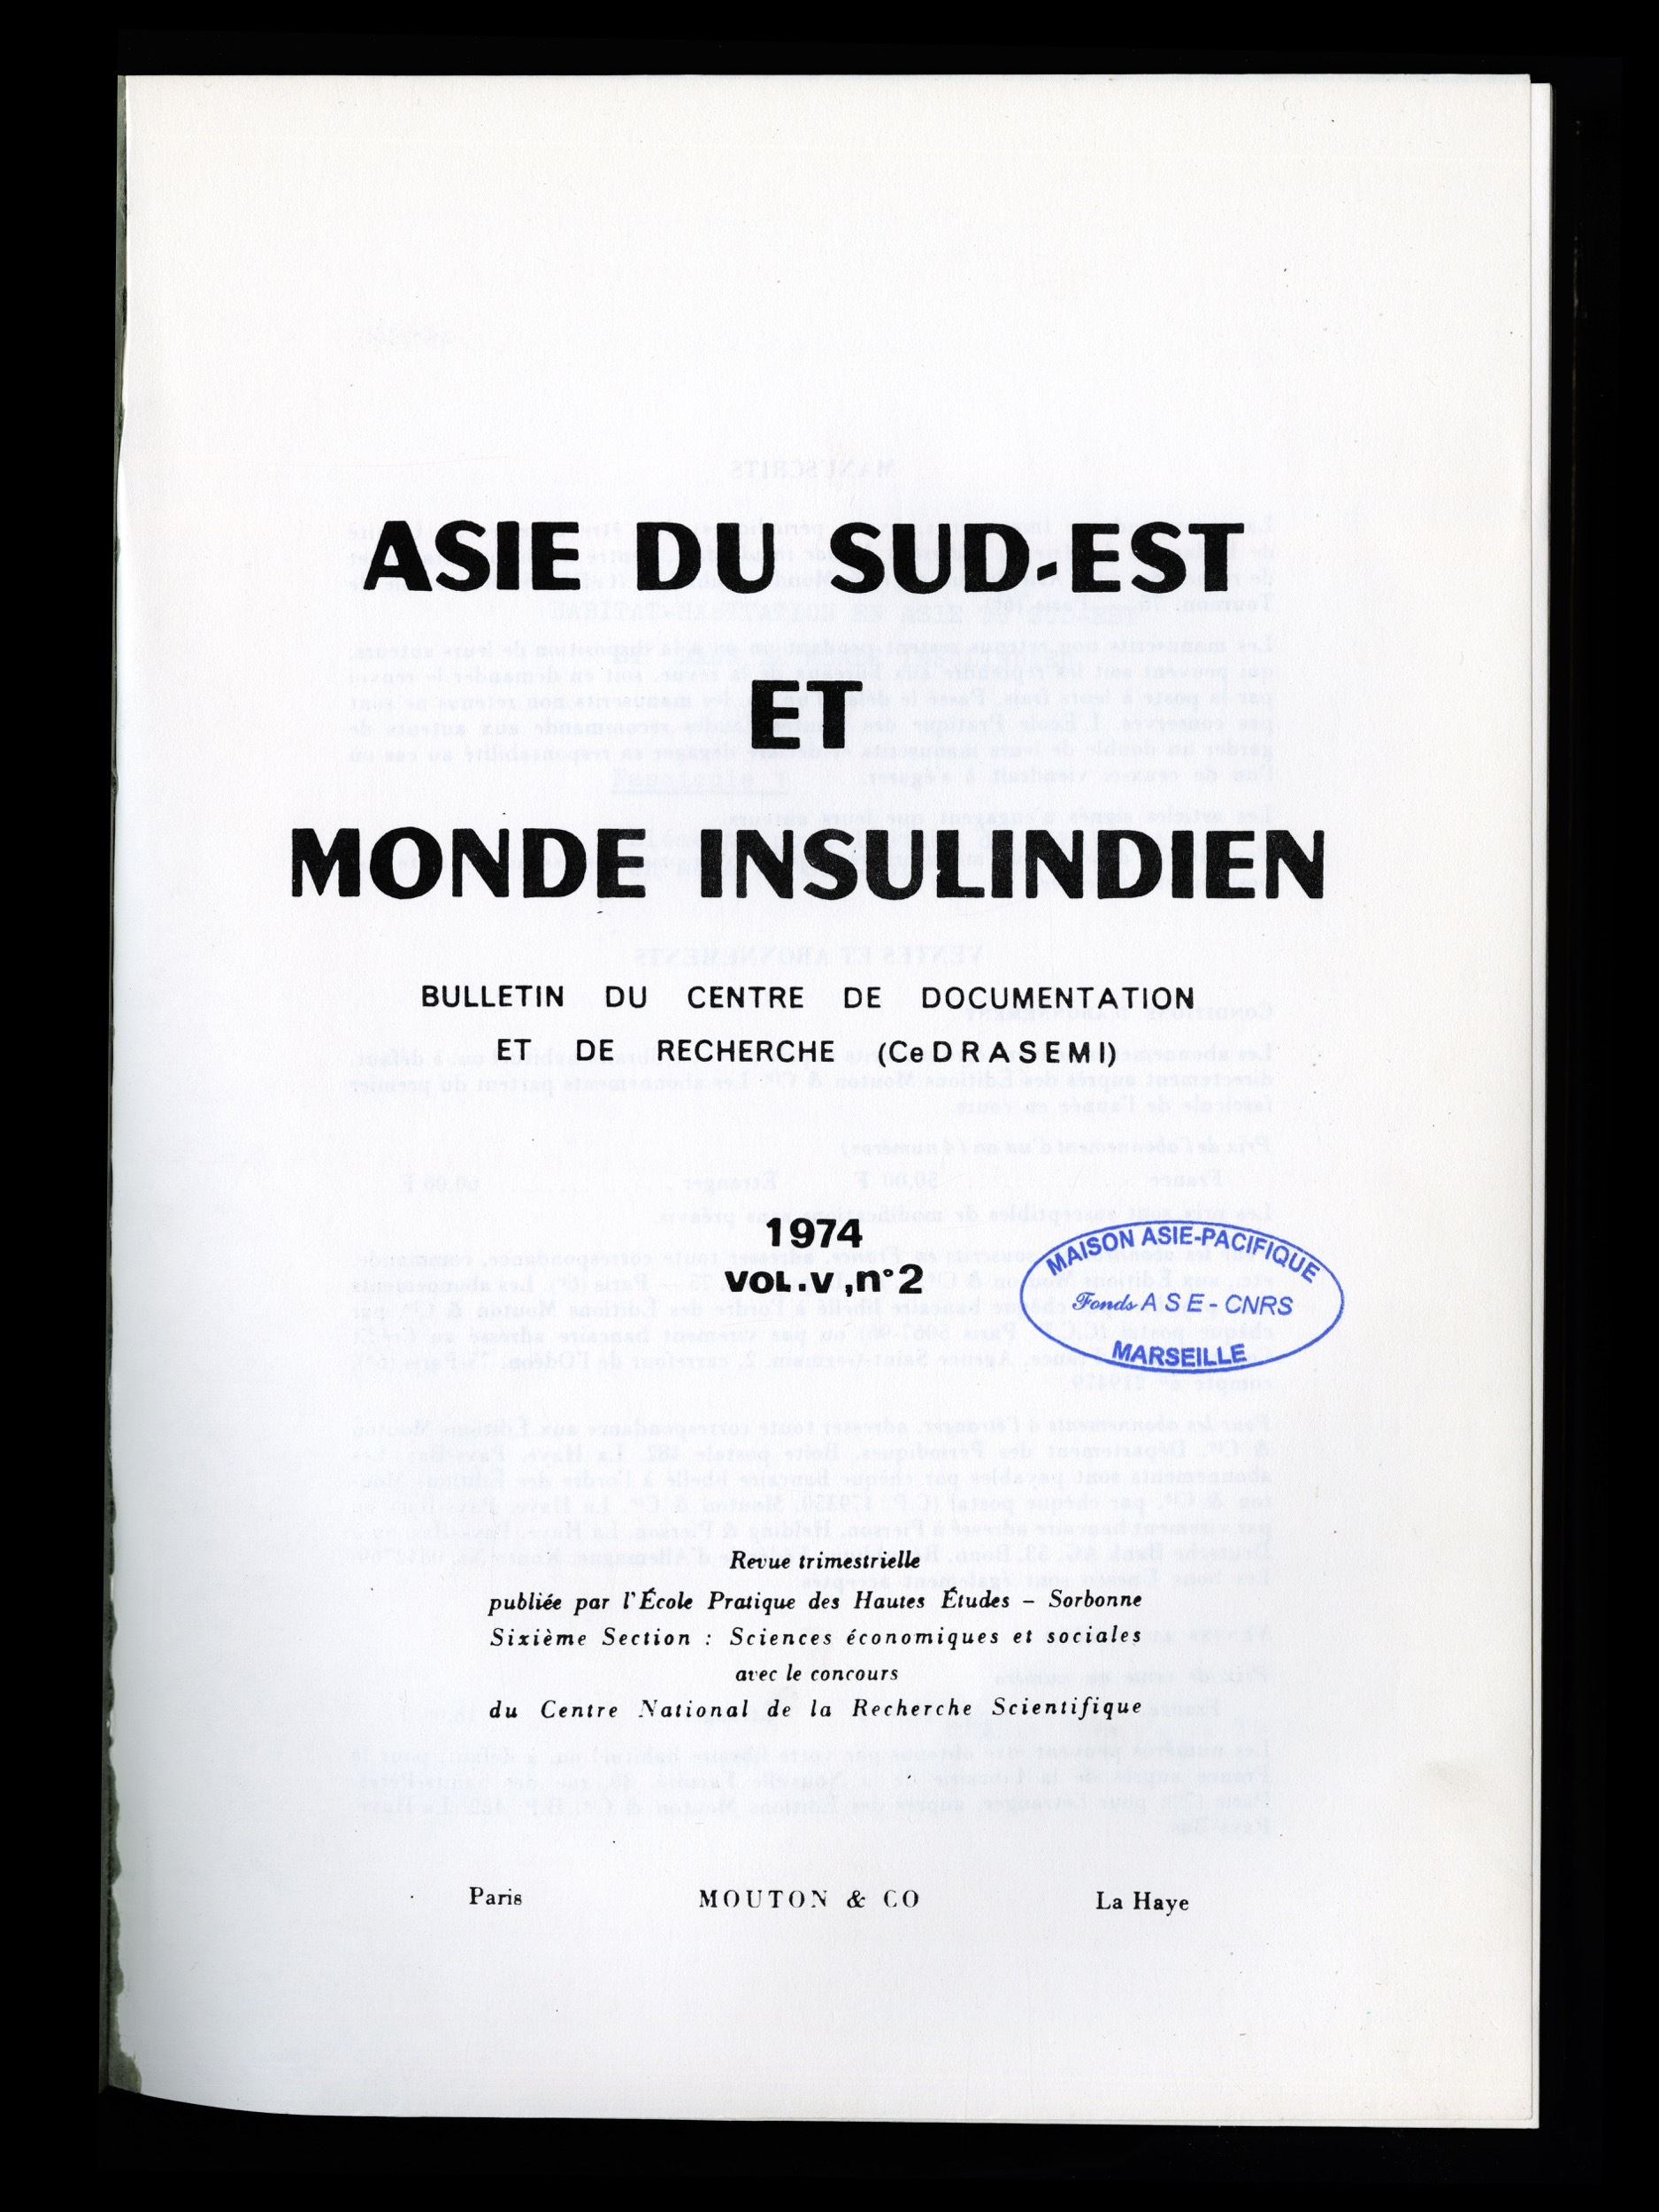 ASIE DU SUD-EST
ET
MONDE INSULINDIEN
BULLETIN DU CENTRE DE DOCUMENTATION
ET DE RECHERCHE (CeDRASEMI)
1974
VOL.V,n°2
MAISON ASIE-PACIFIQUE
Fonds A S E - CNRS
MARSEILLE
Revue trimestrielle
publiée par l'École Pratique des Hautes Études – Sorbonne
Sixième Section : Sciences économiques et sociales
avec le concours
du Centre National de la Recherche Scientifique
Paris MOUTON & CO La Haye